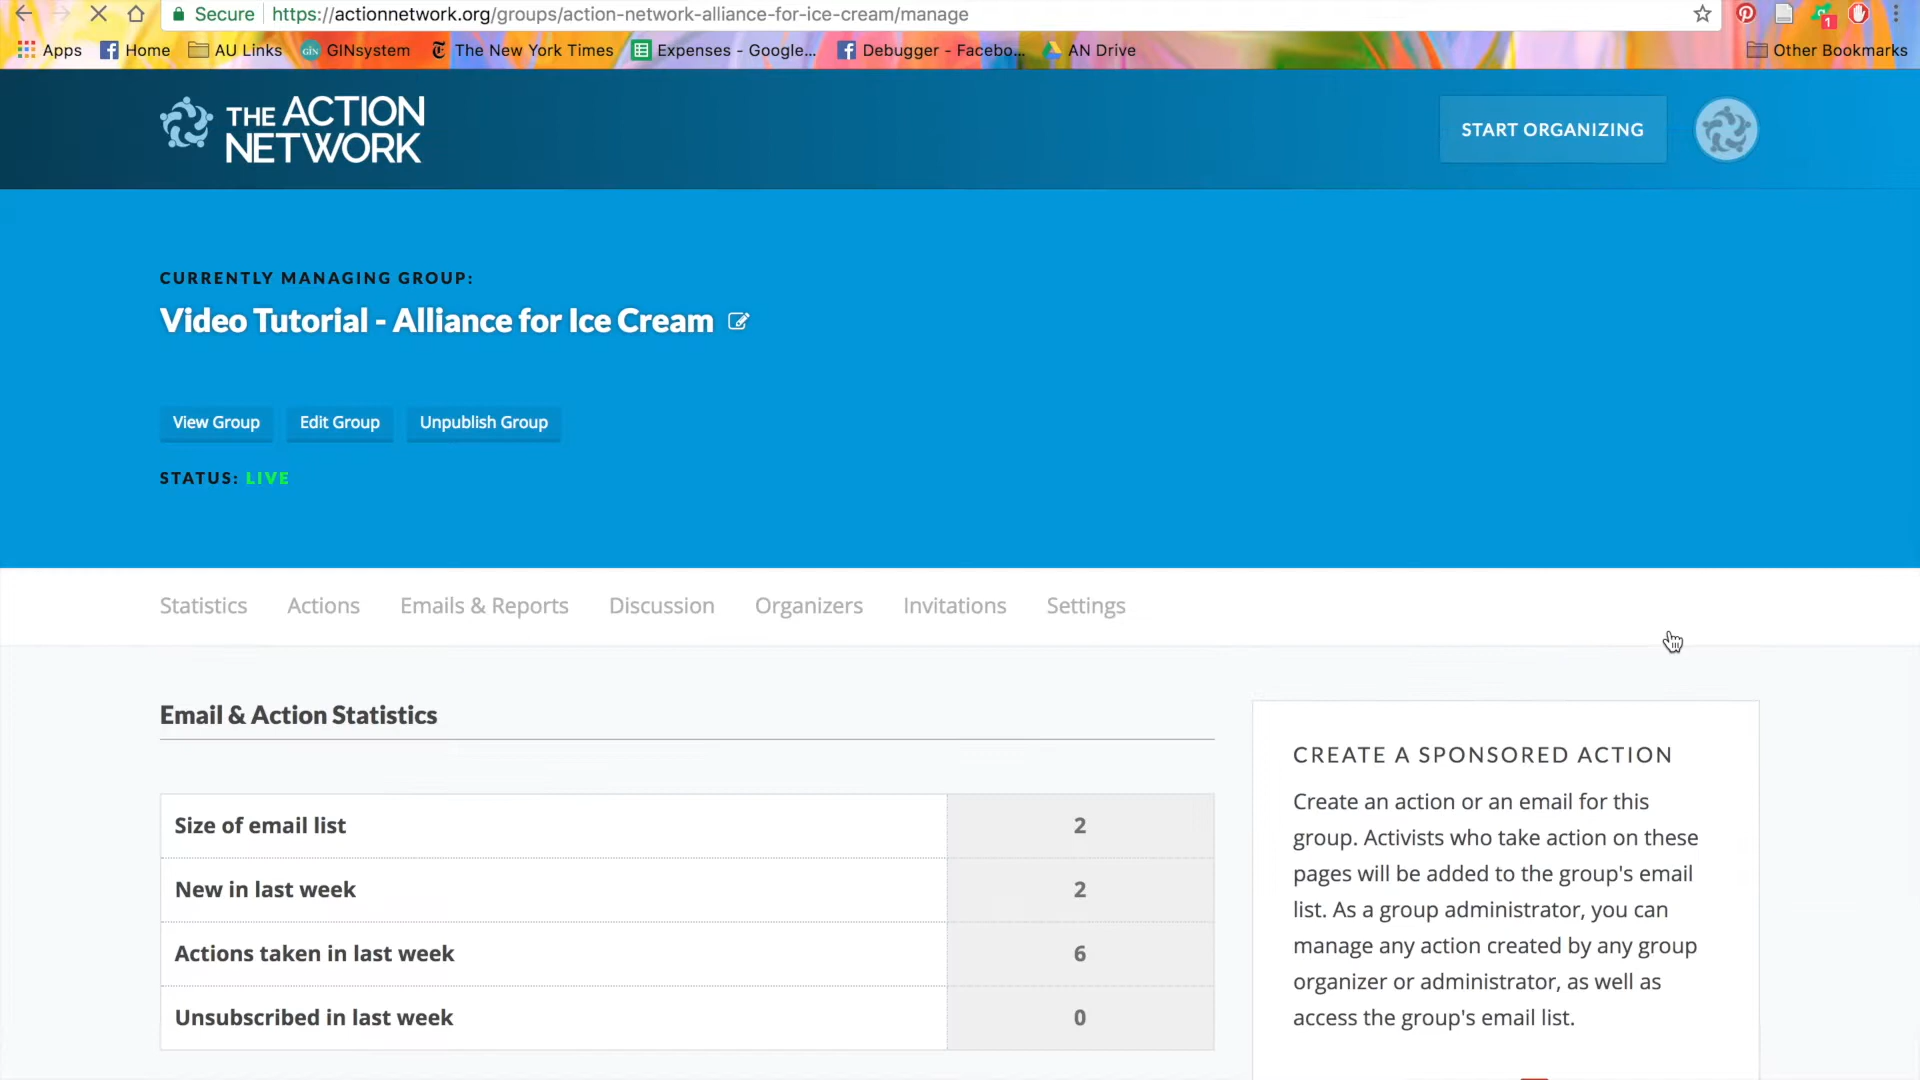 Secure https://actionnetwork.org/groups/action-network-alliance-for-ice-cream/manage
1
Apps Home AU Links GIN GINsystem The New York Times Expenses - Google... Debugger - Facebo... AN Drive Other Bookmarks
THE ACTION
NETWORK
START ORGANIZING
CURRENTLY MANAGING GROUP:
Video Tutorial - Alliance for Ice Cream
View Group Edit Group Unpublish Group
STATUS: LIVE
Statistics Actions Emails & Reports Discussion Organizers Invitations Settings
Email & Action Statistics
Size of email list 2
New in last week 2
Actions taken in last week 6
Unsubscribed in last week 0
CREATE A SPONSORED ACTION
Create an action or an email for this
group. Activists who take action on these
pages will be added to the group's email
list. As a group administrator, you can
manage any action created by any group
organizer or administrator, as well as
access the group's email list.